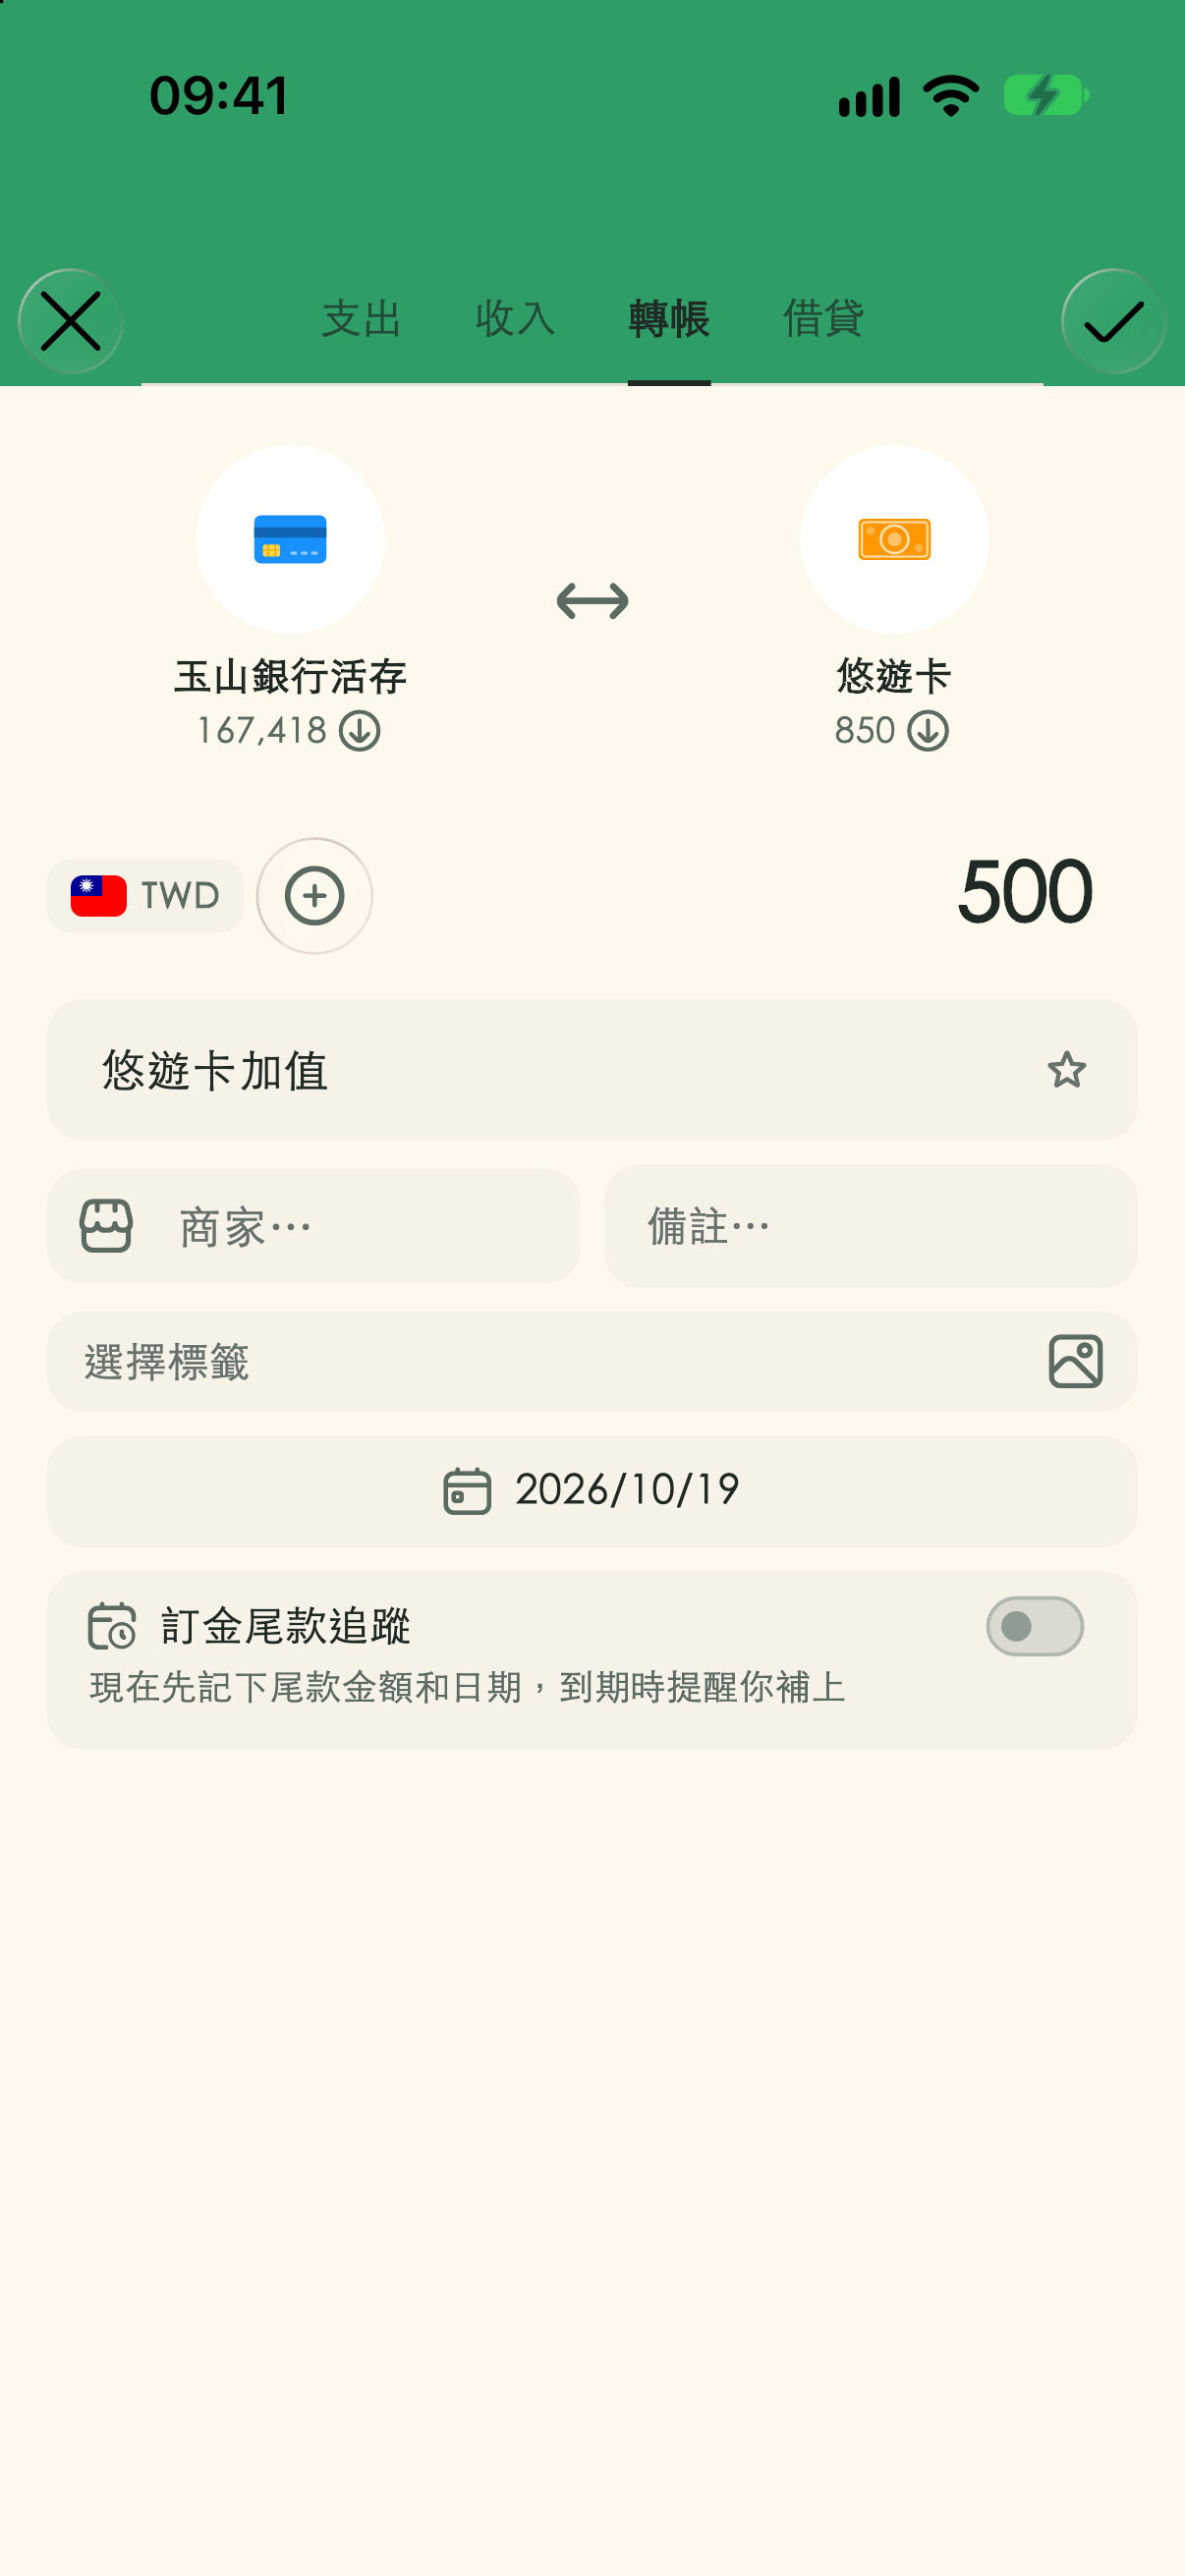 09:41
支出 收入 轉帳 借貸
玉山銀行活存 悠遊卡
167,418 850
TWD 500
悠遊卡加值
商家… 備註…
選擇標籤
2026/10/19
訂金尾款追蹤
現在先記下尾款金額和日期，到期時提醒你補上